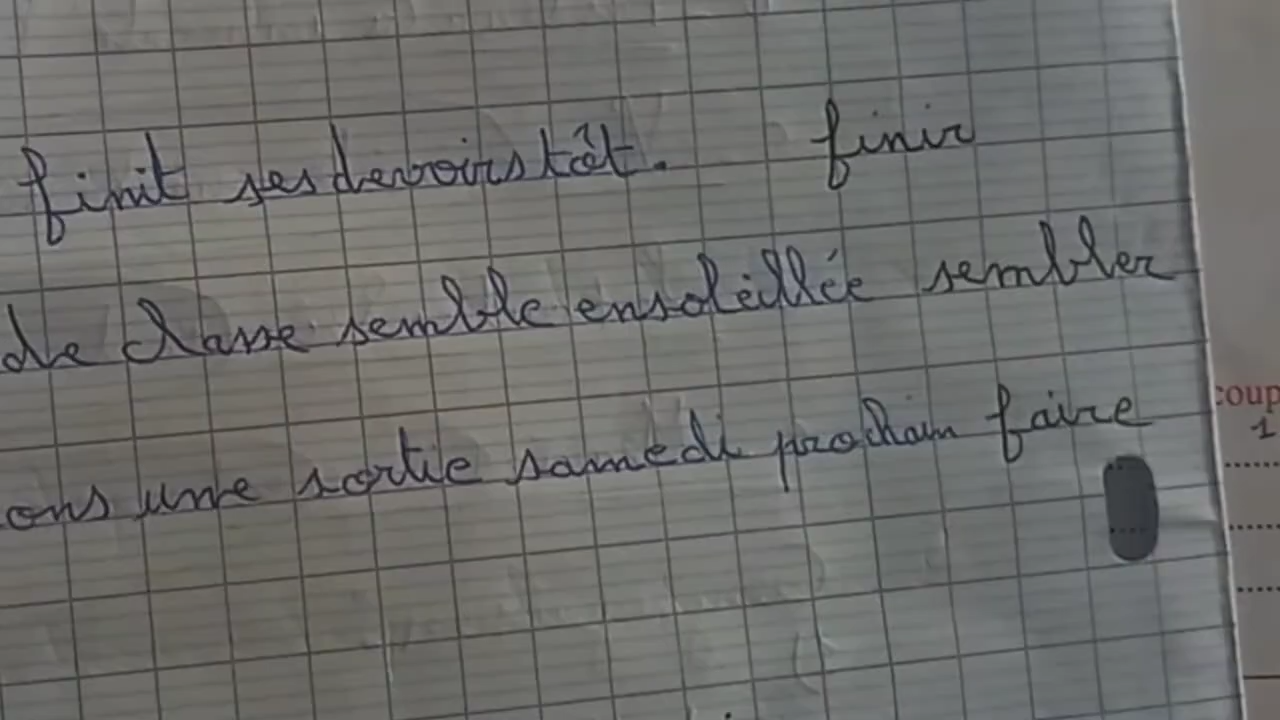 finit ses devoirs tôt. finir
de classe semble ensoleillée sembler
ons une sortie samedi prochain faire
coup
1